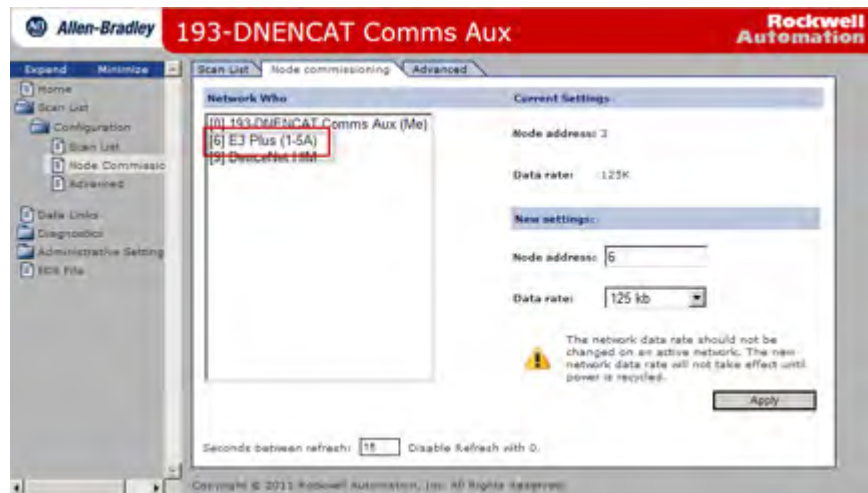 Allen-Bradley
193-DNENCAT Comms Aux
Rockwell
Automation
Expand Minimize
Home
Scan List
Configuration
Scan List
Node Commissio
Advanced
Data Links
Diagnostics
Administrative Setting
EDS File
Scan List
Node commissioning
Advanced
Network Who
[0] 193-DNENCAT Comms Aux (Me)
[6] E3 Plus (1-5A)
[9] DeviceNet HIM
Current Settings
Node address: 3
Data rate: 125K
New settings:
Node address: 6
Data rate: 125 kb
The network data rate should not be
changed on an active network. The new
network data rate will not take effect until
power is recycled.
Apply
Seconds between refresh: 15 Disable Refresh with 0.
Copyright © 2011 Rockwell Automation, Inc. All Rights Reserved.